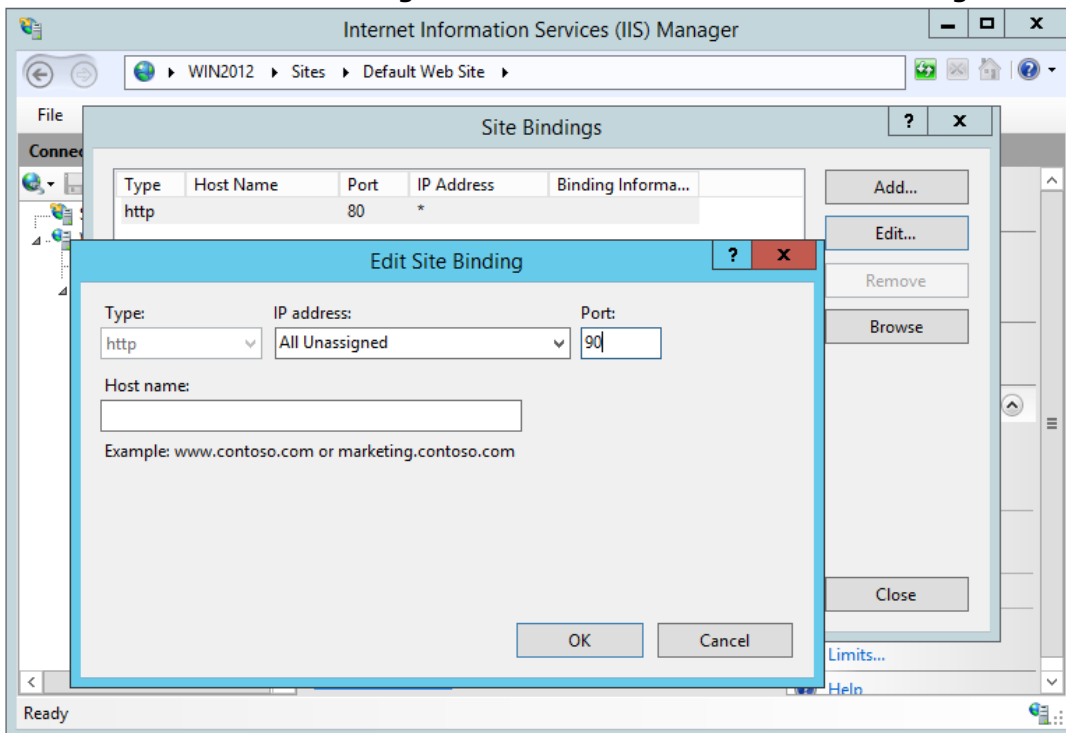 Internet Information Services (IIS) Manager
WIN2012 Sites Default Web Site
File
Site Bindings
? x
Connec
Type Host Name Port IP Address Binding Informa...
http 80 *
Add...
Edit...
Remove
Browse
Edit Site Binding
? x
Type: IP address: Port:
http All Unassigned 90
Host name:
Example: www.contoso.com or marketing.contoso.com
OK Cancel
Close
Limits...
Help
Ready